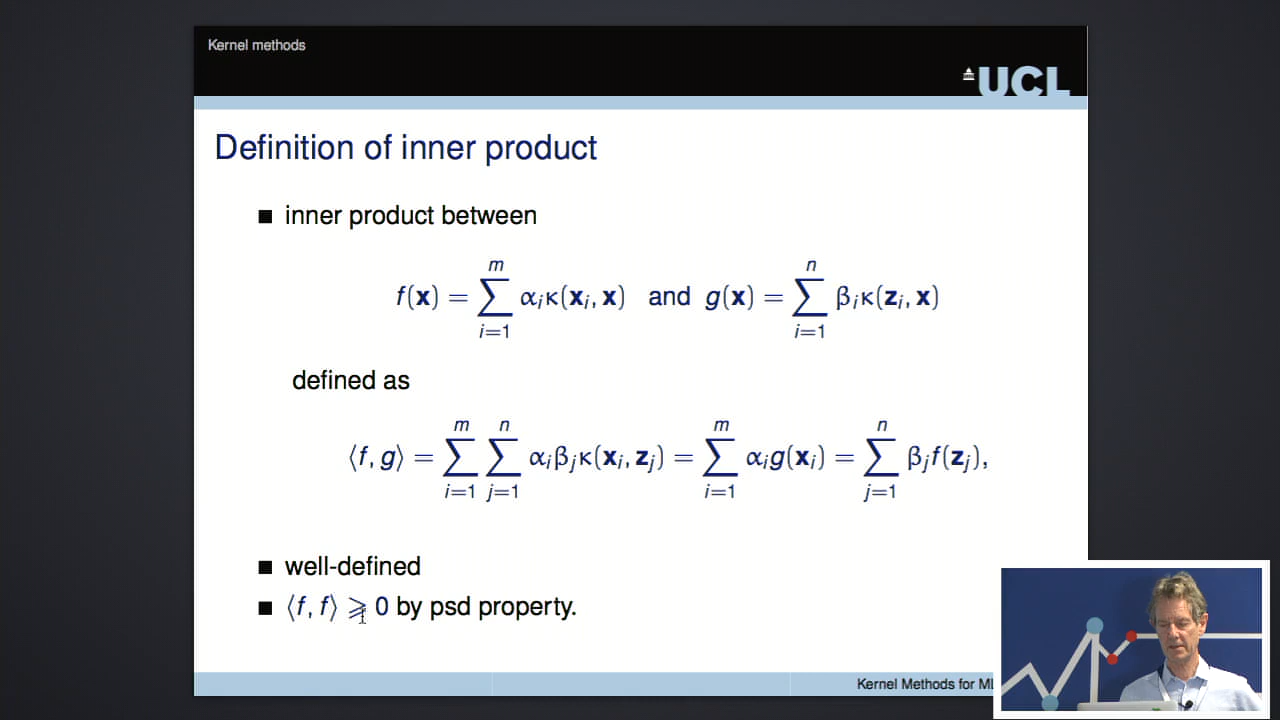 Kernel methods
UCL
Definition of inner product
■ inner product between
f(x) = ∑_{i=1}^{m} α_i κ(x_i, x) and g(x) = ∑_{i=1}^{n} β_i κ(z_i, x)
defined as
⟨f, g⟩ = ∑_{i=1}^{m} ∑_{j=1}^{n} α_i β_j κ(x_i, z_j) = ∑_{i=1}^{m} α_i g(x_i) = ∑_{j=1}^{n} β_j f(z_j),
■ well-defined
■ ⟨f, f⟩ ⩾ 0 by psd property.
Kernel Methods for